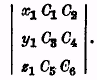 | x₁ C₁ C₂ |
| y₁ C₃ C₄ |
| z₁ C₅ C₆ |.